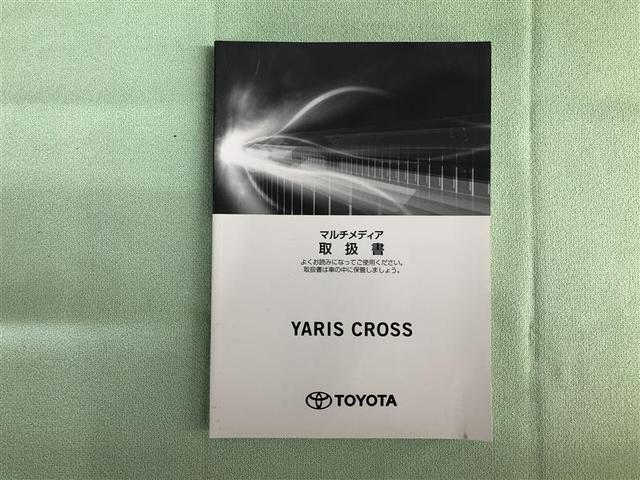 マルチメディア
取扱書
よくお読みになってご使用ください。
取扱書は車の中に保管しましょう。
YARIS CROSS
TOYOTA